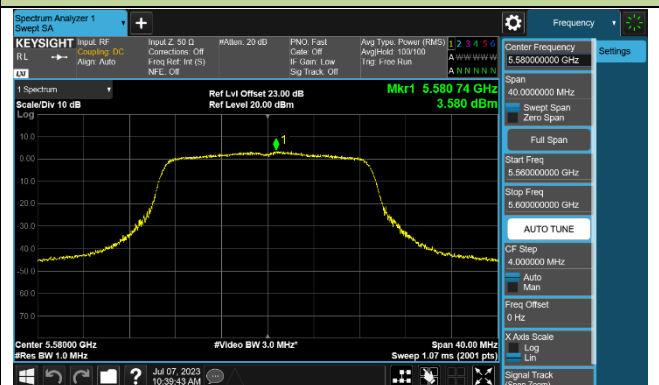 Spectrum Analyzer 1
Swept SA
+
Frequency
KEYSIGHT
RL
LXI
Input: RF
Coupling: DC
Align: Auto
Input Z: 50 Ω
Corrections: Off
Freq Ref: Int (S)
NFE: Off
#Atten: 20 dB
PNO: Fast
Gate: Off
IF Gain: Low
Sig Track: Off
Avg Type: Power (RMS)
Avg|Hold: 100/100
Trig: Free Run
1 2 3 4 5 6
A W W W W W
A N N N N N
1 Spectrum
Scale/Div 10 dB
Log
Ref Lvl Offset 23.00 dB
Ref Level 20.00 dBm
Mkr1 5.580 74 GHz
3.580 dBm
1
10.0
0.00
-10.0
-20.0
-30.0
-40.0
-50.0
-60.0
-70.0
Center 5.58000 GHz
#Res BW 1.0 MHz
#Video BW 3.0 MHz*
Span 40.00 MHz
Sweep 1.07 ms (2001 pts)
Center Frequency
5.580000000 GHz
Settings
Span
40.0000000 MHz
Swept Span
Zero Span
Full Span
Start Freq
5.560000000 GHz
Stop Freq
5.600000000 GHz
AUTO TUNE
CF Step
4.000000 MHz
Auto
Man
Freq Offset
0 Hz
X Axis Scale
Log
Lin
Signal Track
(Span Zoom)
?
Jul 07, 2023
10:39:43 AM